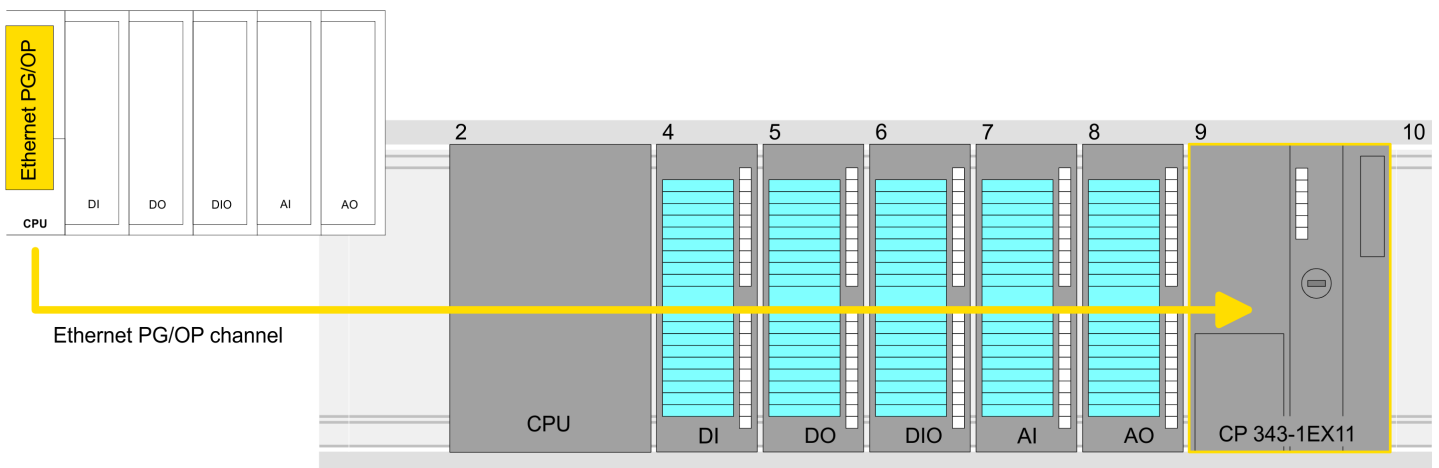 Ethernet PG/OP
CPU
DI
DO
DIO
AI
AO
Ethernet PG/OP channel
2
4
5
6
7
8
9
10
CPU
DI
DO
DIO
AI
AO
CP 343-1EX11